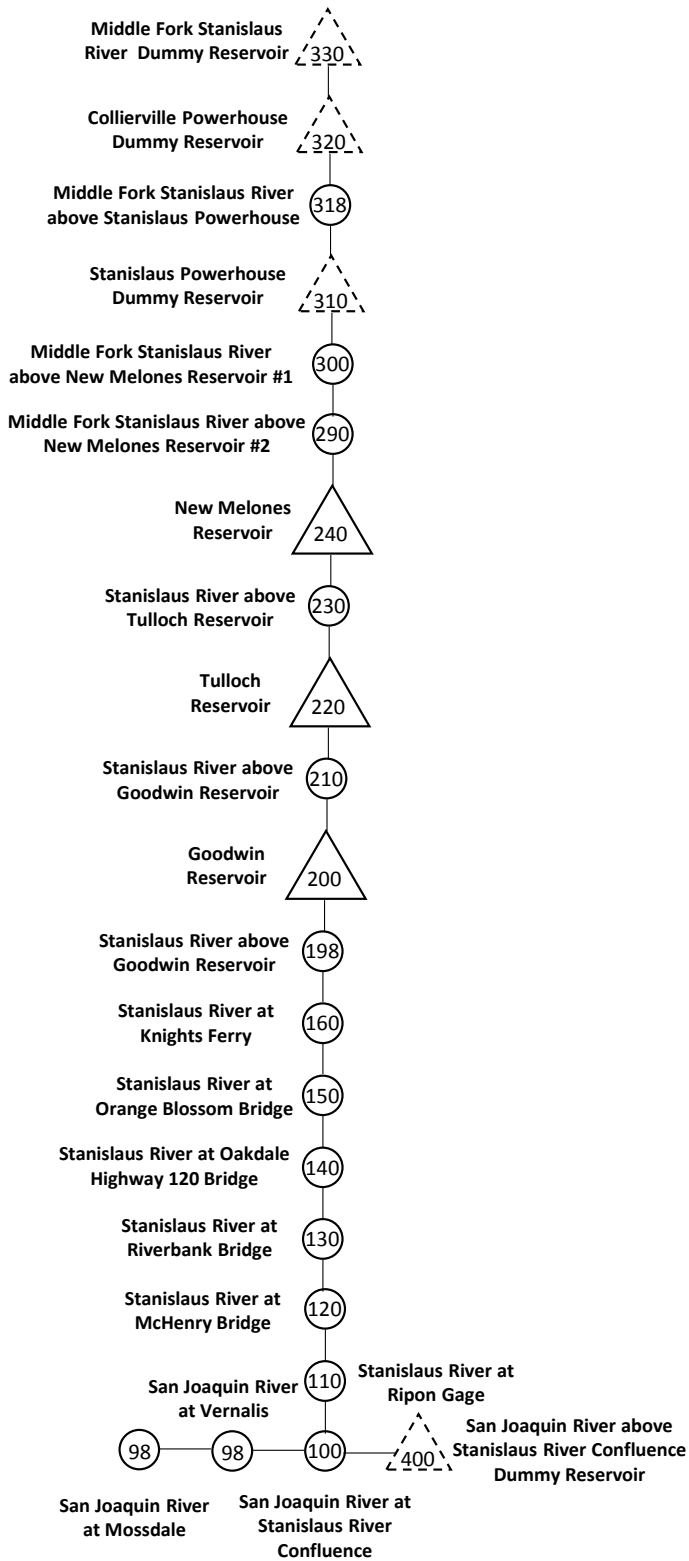 Middle Fork Stanislaus
River Dummy Reservoir
330
Collierville Powerhouse
Dummy Reservoir
320
Middle Fork Stanislaus River
above Stanislaus Powerhouse
318
Stanislaus Powerhouse
Dummy Reservoir
310
Middle Fork Stanislaus River
above New Melones Reservoir #1
300
Middle Fork Stanislaus River above
New Melones Reservoir #2
290
New Melones
Reservoir
240
Stanislaus River above
Tulloch Reservoir
230
Tulloch
Reservoir
220
Stanislaus River above
Goodwin Reservoir
210
Goodwin
Reservoir
200
Stanislaus River above
Goodwin Reservoir
198
Stanislaus River at
Knights Ferry
160
Stanislaus River at
Orange Blossom Bridge
150
Stanislaus River at Oakdale
Highway 120 Bridge
140
Stanislaus River at
Riverbank Bridge
130
Stanislaus River at
McHenry Bridge
120
Stanislaus River at
Ripon Gage
110
San Joaquin River
at Vernalis
98
98
100
400
San Joaquin River above
Stanislaus River Confluence
Dummy Reservoir
San Joaquin River
at Mossdale
San Joaquin River at
Stanislaus River
Confluence